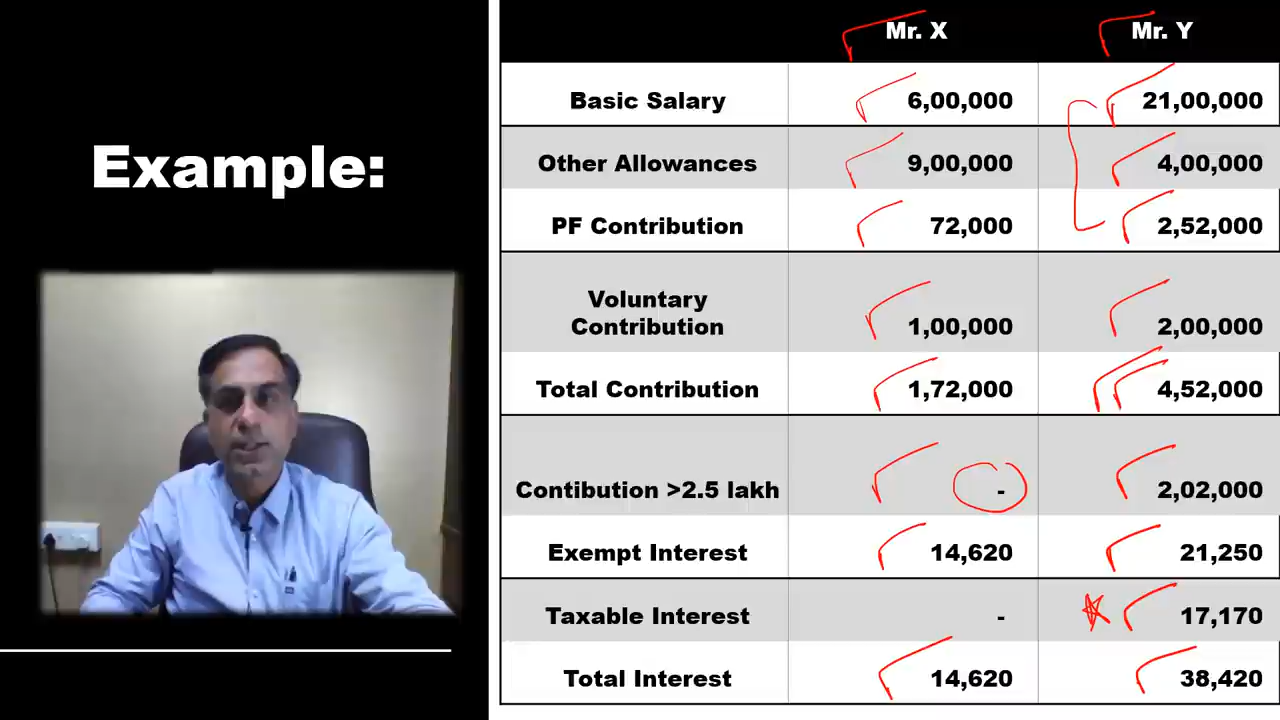 Example:
Mr. X Mr. Y
Basic Salary 6,00,000 21,00,000
Other Allowances 9,00,000 4,00,000
PF Contribution 72,000 2,52,000
Voluntary
Contribution 1,00,000 2,00,000
Total Contribution 1,72,000 4,52,000
Contibution >2.5 lakh - 2,02,000
Exempt Interest 14,620 21,250
Taxable Interest - 17,170
Total Interest 14,620 38,420